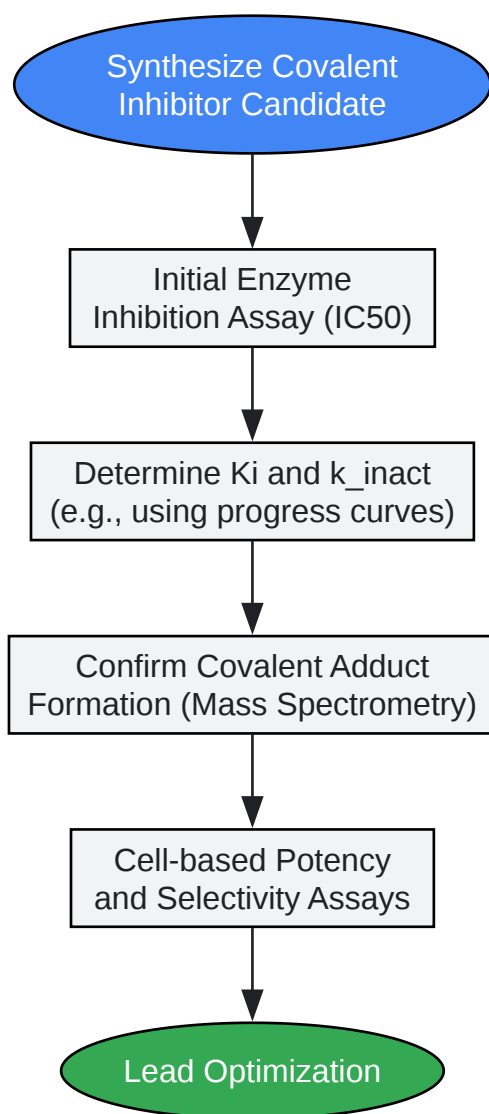 Synthesize Covalent
Inhibitor Candidate
Initial Enzyme
Inhibition Assay (IC50)
Determine Ki and k_inact
(e.g., using progress curves)
Confirm Covalent Adduct
Formation (Mass Spectrometry)
Cell-based Potency
and Selectivity Assays
Lead Optimization